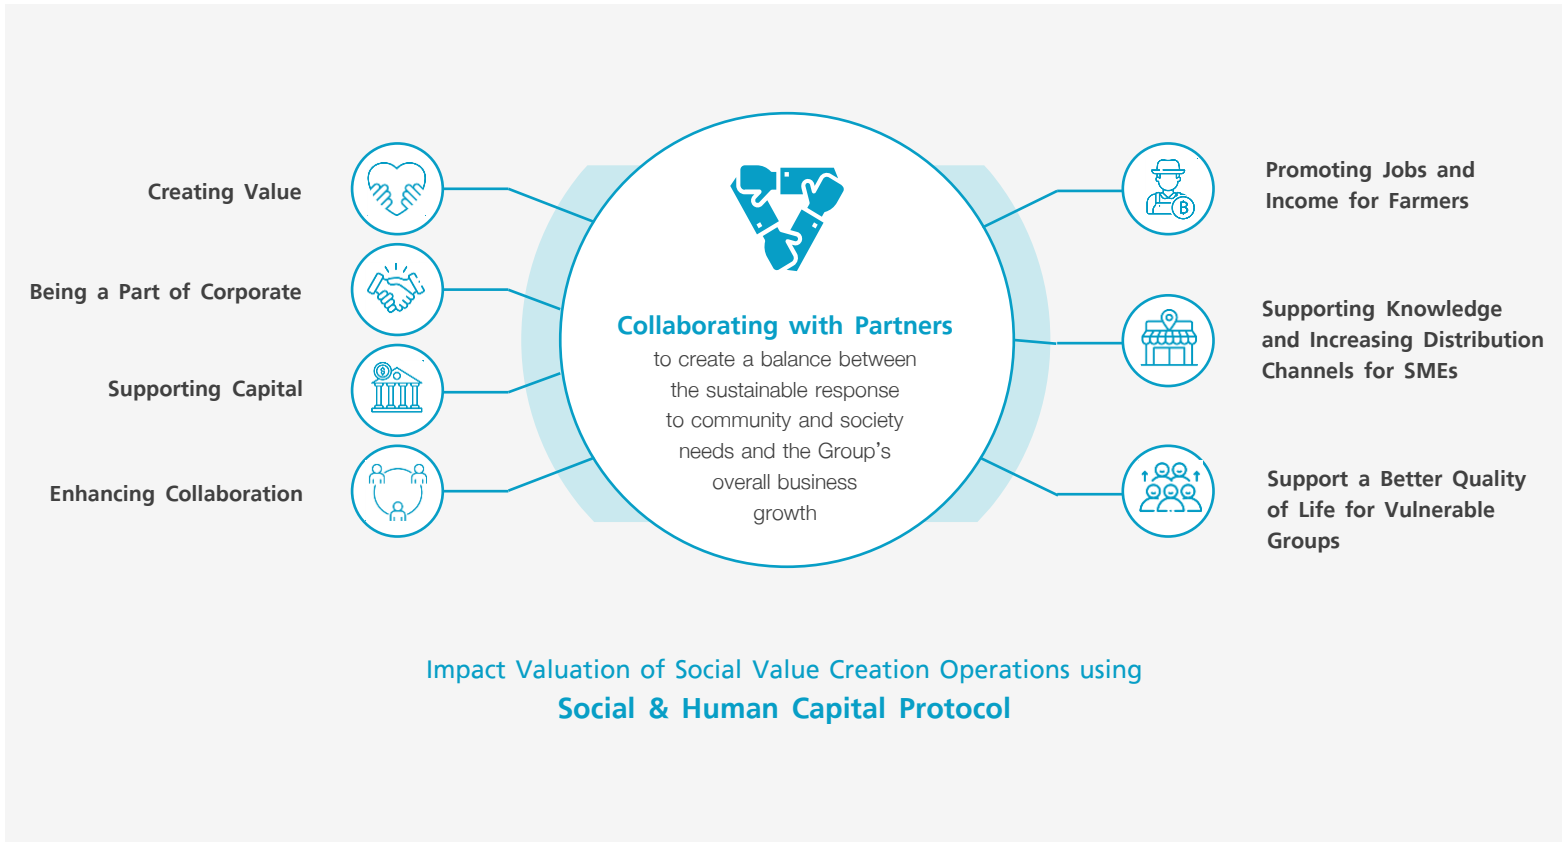 Creating Value
Being a Part of Corporate
Supporting Capital
Enhancing Collaboration
Collaborating with Partners
to create a balance between
the sustainable response
to community and society
needs and the Group's
overall business
growth
Promoting Jobs and
Income for Farmers
Supporting Knowledge
and Increasing Distribution
Channels for SMEs
Support a Better Quality
of Life for Vulnerable
Groups
Impact Valuation of Social Value Creation Operations using
Social & Human Capital Protocol